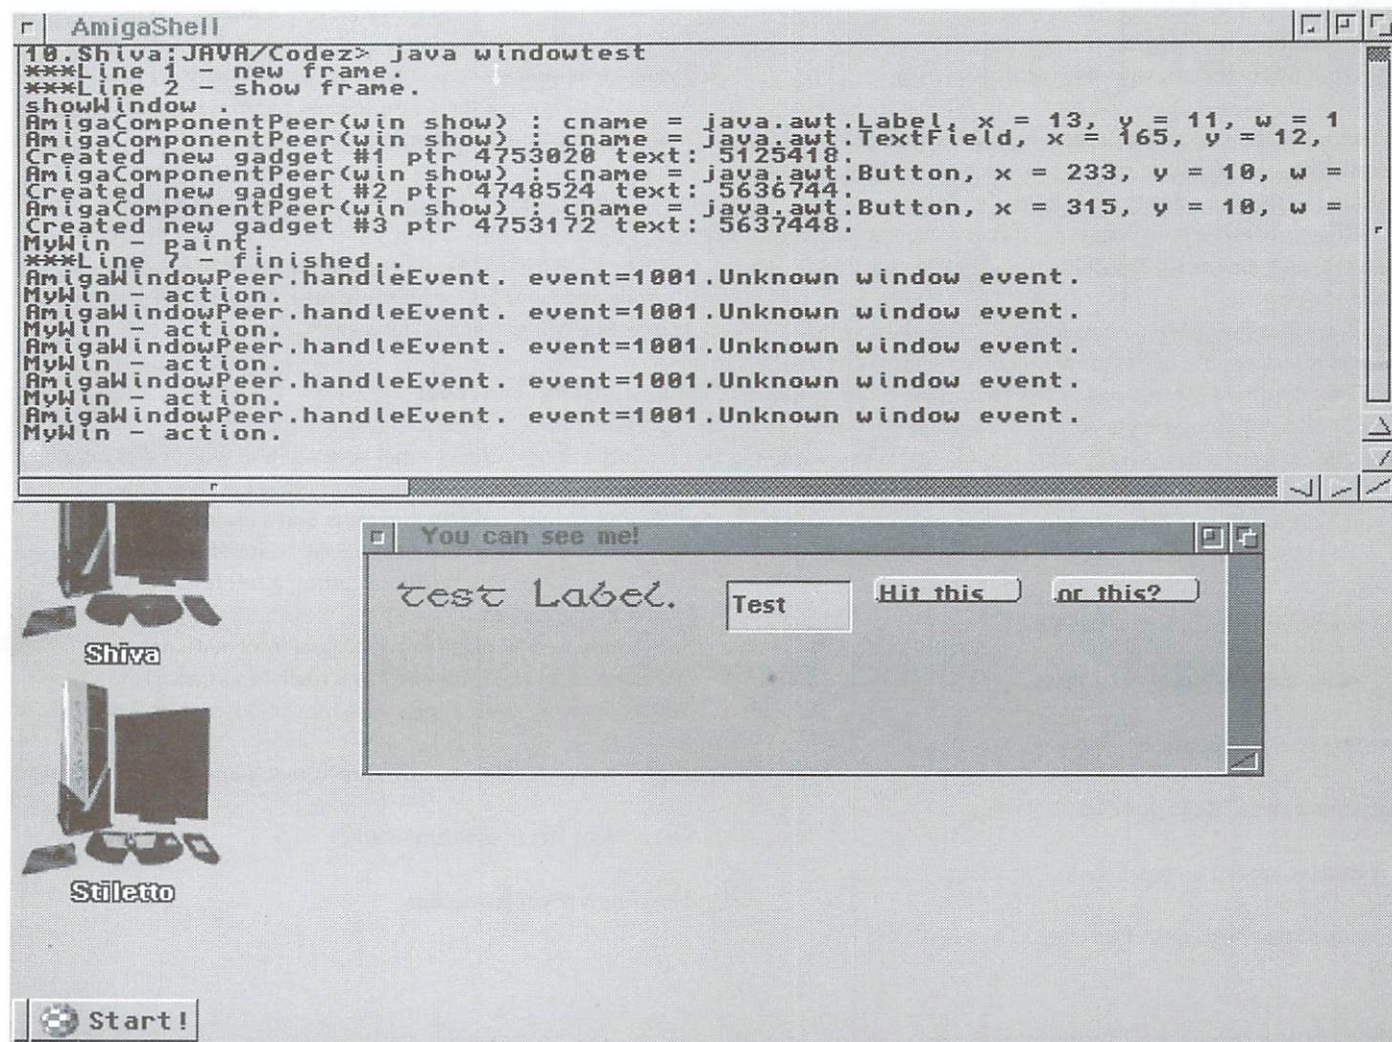 AmigaShell
10.Shiva:JAVA/Codez> java windowtest
***Line 1 - new frame.
***Line 2 - show frame.
showWindow .
AmigaComponentPeer(win show) : cname = java.awt.Label, x = 13, y = 11, w = 1
AmigaComponentPeer(win show) : cname = java.awt.TextField, x = 165, y = 12,
Created new gadget #1 ptr 4753020 text: 5125418.
AmigaComponentPeer(win show) : cname = java.awt.Button, x = 233, y = 10, w =
Created new gadget #2 ptr 4748524 text: 5636744.
AmigaComponentPeer(win show) : cname = java.awt.Button, x = 315, y = 10, w =
Created new gadget #3 ptr 4753172 text: 5637448.
MyWin - paint.
***Line 7 - finished..
AmigaWindowPeer.handleEvent. event=1001.Unknown window event.
MyWin - action.
AmigaWindowPeer.handleEvent. event=1001.Unknown window event.
MyWin - action.
AmigaWindowPeer.handleEvent. event=1001.Unknown window event.
MyWin - action.
AmigaWindowPeer.handleEvent. event=1001.Unknown window event.
MyWin - action.
AmigaWindowPeer.handleEvent. event=1001.Unknown window event.
MyWin - action.
You can see me!
Test Label.
Test
Hit this
or this?
Shiva
Stiletto
Start!